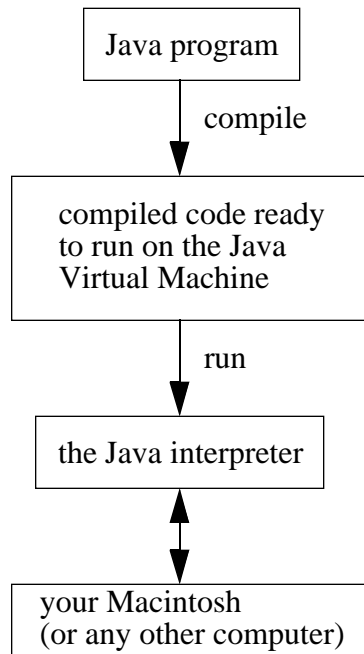 Java program
compile
compiled code ready
to run on the Java
Virtual Machine
run
the Java interpreter
your Macintosh
(or any other computer)